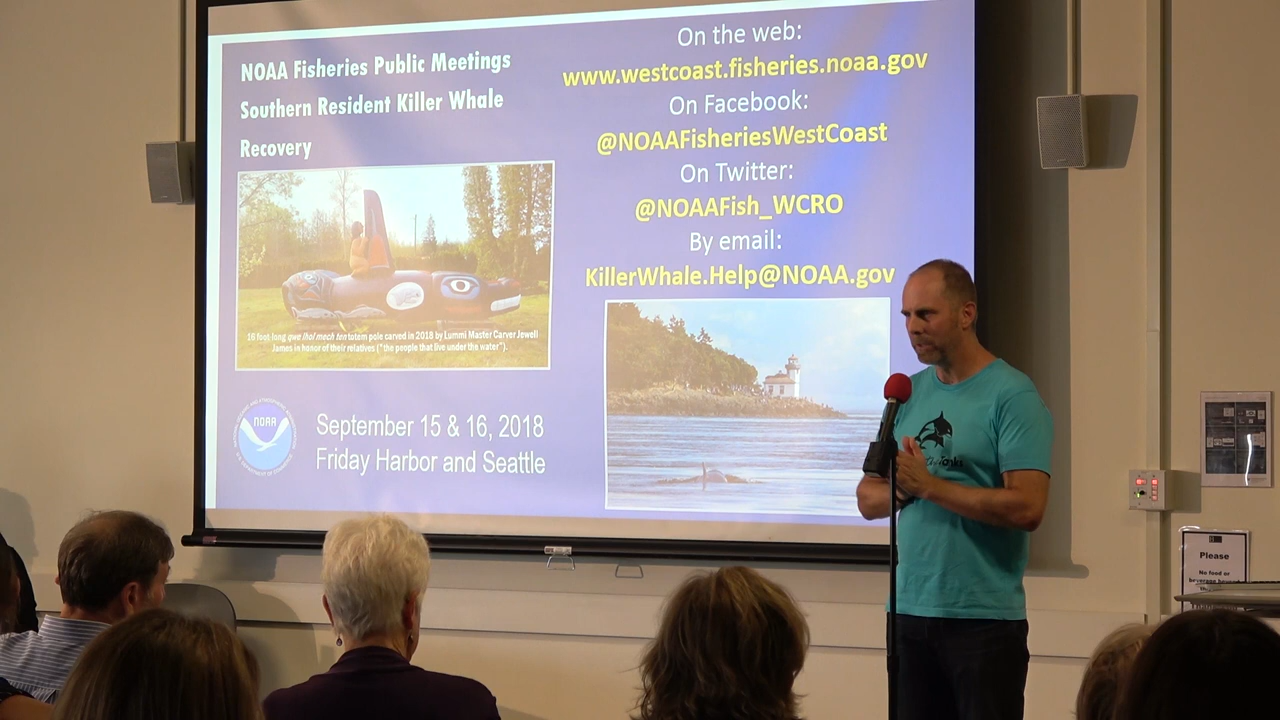 NOAA Fisheries Public Meetings
Southern Resident Killer Whale
Recovery
16 foot long qwe lhol mech ten totem pole carved in 2018 by Lummi Master Carver Jewell
James in honor of their relatives ("the people that live under the water").
NOAA
September 15 & 16, 2018
Friday Harbor and Seattle
On the web:
www.westcoast.fisheries.noaa.gov
On Facebook:
@NOAAFisheriesWestCoast
On Twitter:
@NOAAFish_WCRO
By email:
KillerWhale.Help@NOAA.gov
Please
No food or